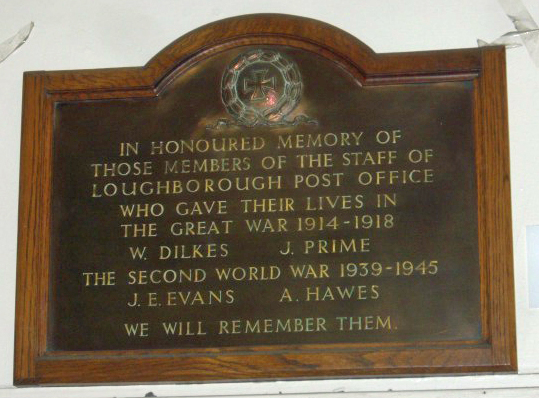 IN HONOURED MEMORY OF
THOSE MEMBERS OF THE STAFF OF
LOUGHBOROUGH POST OFFICE
WHO GAVE THEIR LIVES IN
THE GREAT WAR 1914-1918
W. DILKES J. PRIME
THE SECOND WORLD WAR 1939-1945
J. E. EVANS A. HAWES
WE WILL REMEMBER THEM.